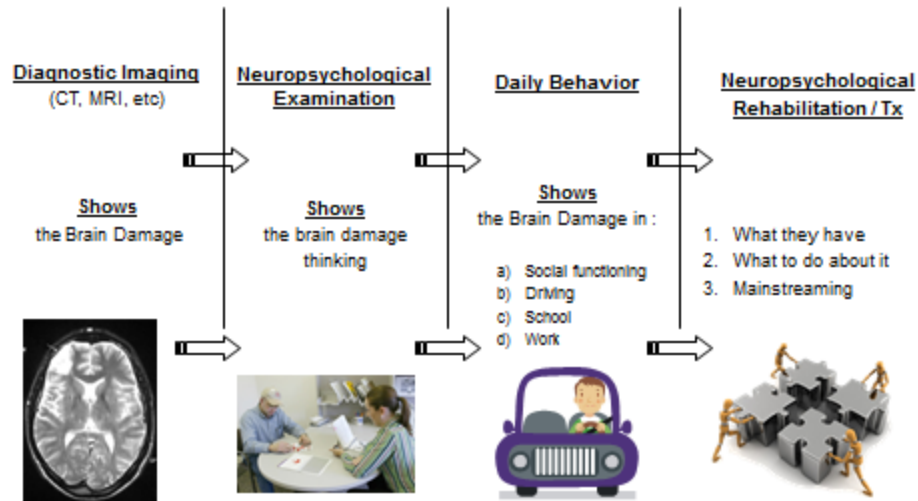 Diagnostic Imaging
(CT, MRI, etc)
Shows
the Brain Damage
Neuropsychological
Examination
Shows
the brain damage
thinking
Daily Behavior
Shows
the Brain Damage in :
a) Social functioning
b) Driving
c) School
d) Work
Neuropsychological
Rehabilitation / Tx
1. What they have
2. What to do about it
3. Mainstreaming